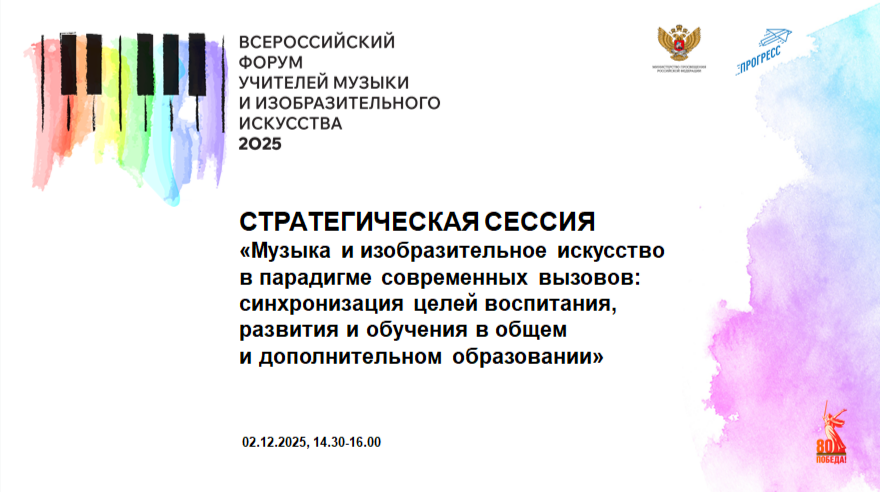 ВСЕРОССИЙСКИЙ
ФОРУМ
УЧИТЕЛЕЙ МУЗЫКИ
И ИЗОБРАЗИТЕЛЬНОГО
ИСКУССТВА
2025
МИНИСТЕРСТВО ПРОСВЕЩЕНИЯ
РОССИЙСКОЙ ФЕДЕРАЦИИ
ПРОГРЕСС
СТРАТЕГИЧЕСКАЯ СЕССИЯ
«Музыка и изобразительное искусство
в парадигме современных вызовов:
синхронизация целей воспитания,
развития и обучения в общем
и дополнительном образовании»
02.12.2025, 14.30-16.00
80
ПОБЕДА!